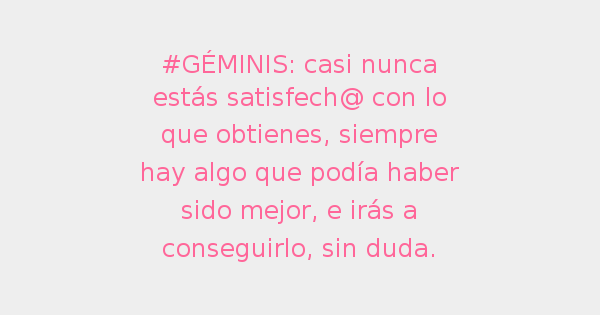 #GÉMINIS: casi nunca
estás satisfech@ con lo
que obtienes, siempre
hay algo que podía haber
sido mejor, e irás a
conseguirlo, sin duda.